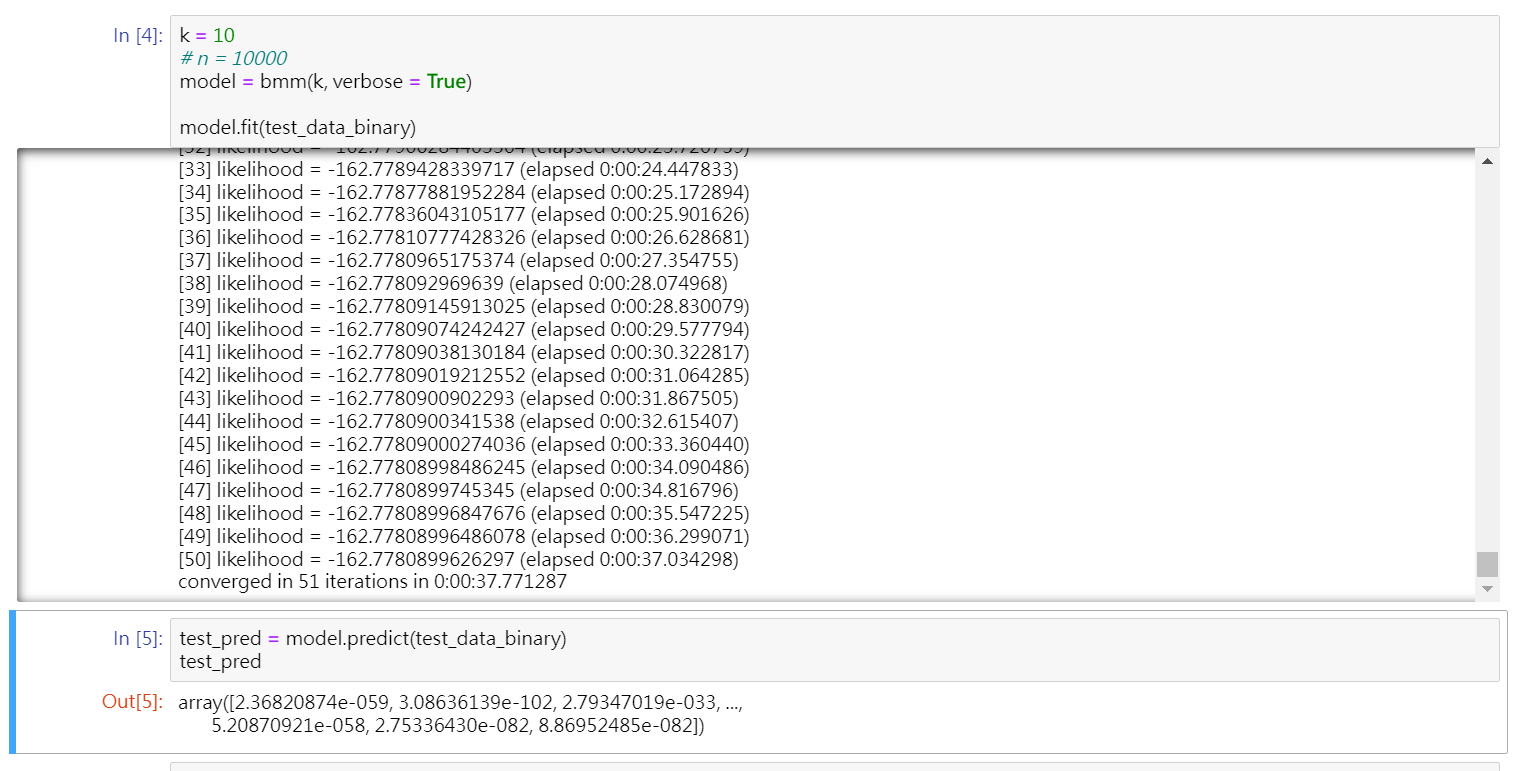 In [4]:
k = 10
# n = 10000
model = bmm(k, verbose = True)
model.fit(test_data_binary)
[33] likelihood = -162.7789428339717 (elapsed 0:00:24.447833)
[34] likelihood = -162.77877881952284 (elapsed 0:00:25.172894)
[35] likelihood = -162.77836043105177 (elapsed 0:00:25.901626)
[36] likelihood = -162.77810777428326 (elapsed 0:00:26.628681)
[37] likelihood = -162.7780965175374 (elapsed 0:00:27.354755)
[38] likelihood = -162.778092969639 (elapsed 0:00:28.074968)
[39] likelihood = -162.77809145913025 (elapsed 0:00:28.830079)
[40] likelihood = -162.77809074242427 (elapsed 0:00:29.577794)
[41] likelihood = -162.77809038130184 (elapsed 0:00:30.322817)
[42] likelihood = -162.77809019212552 (elapsed 0:00:31.064285)
[43] likelihood = -162.7780900902293 (elapsed 0:00:31.867505)
[44] likelihood = -162.7780900341538 (elapsed 0:00:32.615407)
[45] likelihood = -162.77809000274036 (elapsed 0:00:33.360440)
[46] likelihood = -162.77808998486245 (elapsed 0:00:34.090486)
[47] likelihood = -162.7780899745345 (elapsed 0:00:34.816796)
[48] likelihood = -162.77808996847676 (elapsed 0:00:35.547225)
[49] likelihood = -162.77808996486078 (elapsed 0:00:36.299071)
[50] likelihood = -162.7780899626297 (elapsed 0:00:37.034298)
converged in 51 iterations in 0:00:37.771287
In [5]:
test_pred = model.predict(test_data_binary)
test_pred
Out[5]:
array([2.36820874e-059, 3.08636139e-102, 2.79347019e-033, ...,
5.20870921e-058, 2.75336430e-082, 8.86952485e-082])